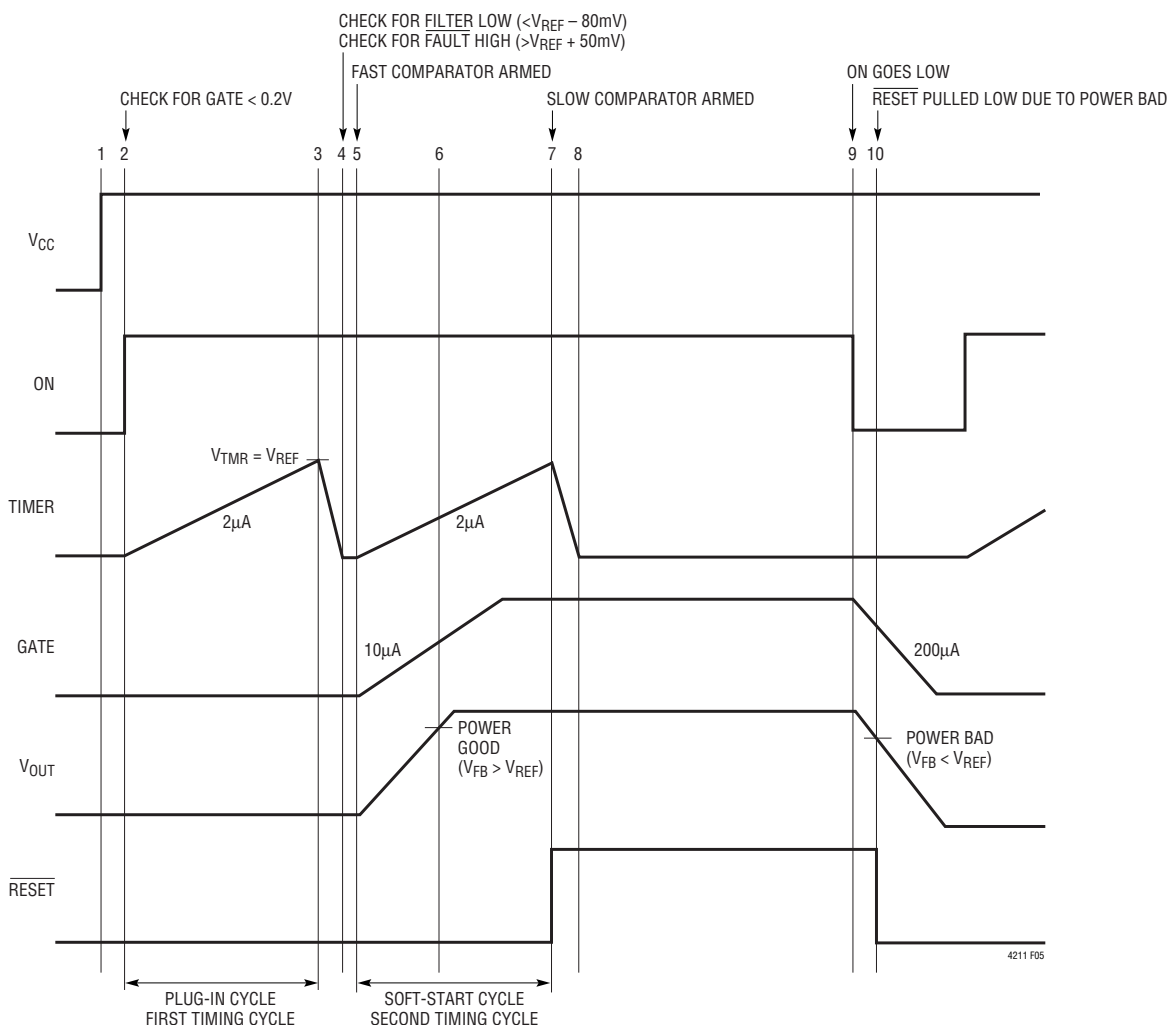 CHECK FOR FILTER LOW (<VREF – 80mV)
CHECK FOR FAULT HIGH (>VREF + 50mV)
FAST COMPARATOR ARMED
ON GOES LOW
CHECK FOR GATE < 0.2V
SLOW COMPARATOR ARMED
RESET PULLED LOW DUE TO POWER BAD
1 2 3 4 5 6 7 8 9 10
VCC
ON
VTMR = VREF
TIMER
2µA
2µA
GATE
10µA
200µA
VOUT
POWER
GOOD
(VFB > VREF)
POWER BAD
(VFB < VREF)
RESET
4211 F05
PLUG-IN CYCLE
FIRST TIMING CYCLE
SOFT-START CYCLE
SECOND TIMING CYCLE